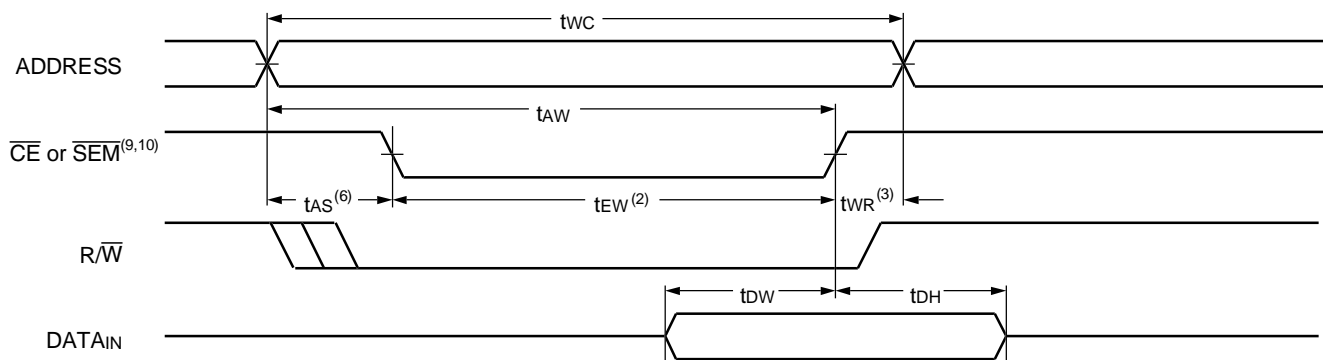 tWC
ADDRESS
tAW
CE or SEM(9,10)
tAS(6) tEW(2) tWR(3)
R/W
tDW tDH
DATAIN